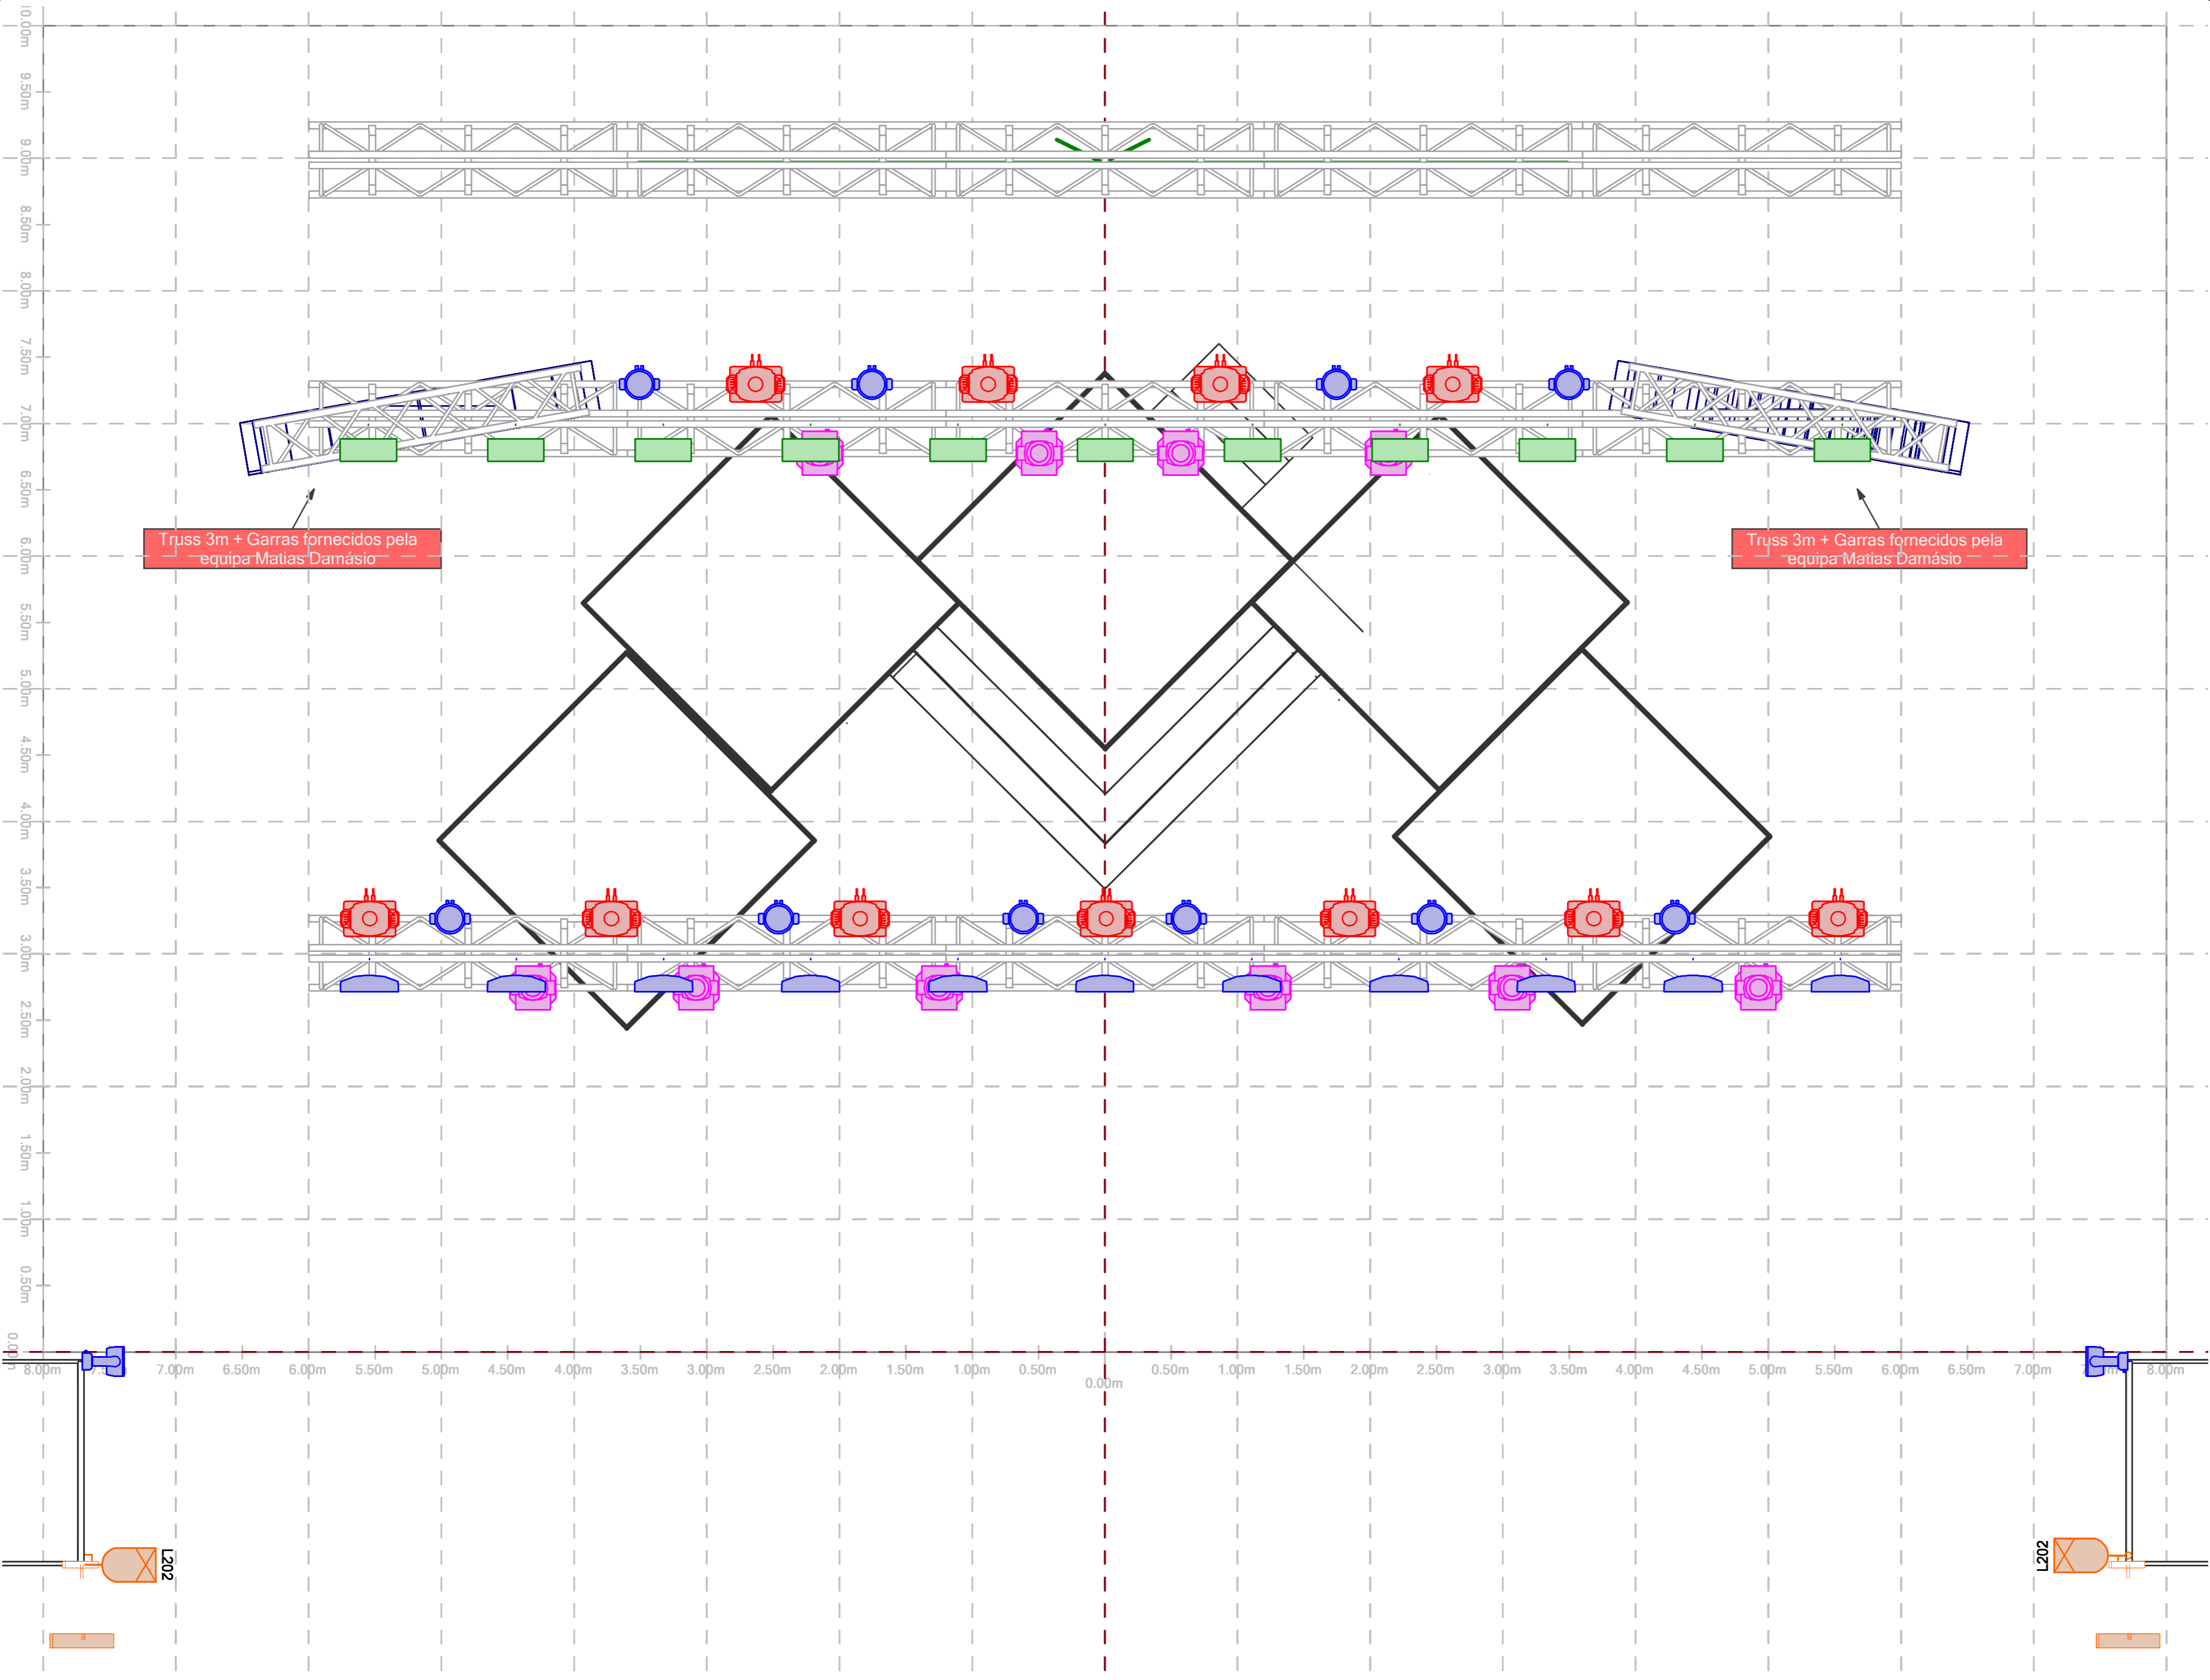 10.00m
9.50m
9.00m
8.50m
8.00m
7.50m
7.00m
6.50m
Truss 3m + Garras fornecidos pela
equipa Matias Damásio
Truss 3m + Garras fornecidos pela
equipa Matias Damásio
6.00m
5.50m
5.00m
4.50m
4.00m
3.50m
3.00m
2.50m
2.00m
1.50m
1.00m
0.50m
0.00m
8.00m 7.00m 6.50m 6.00m 5.50m 5.00m 4.50m 4.00m 3.50m 3.00m 2.50m 2.00m 1.50m 1.00m 0.50m 0.50m 1.00m 1.50m 2.00m 2.50m 3.00m 3.50m 4.00m 4.50m 5.00m 5.50m 6.00m 6.50m 7.00m 8.00m
0.00m
L202
L202